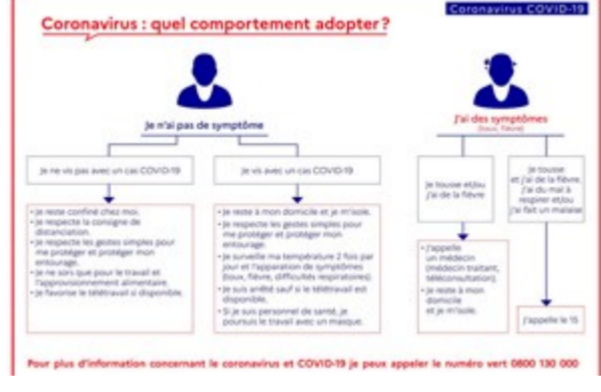 Coronavirus COVID-19
Coronavirus : quel comportement adopter ?
Je n'ai pas de symptôme
J'ai des symptômes
(toux, fièvre)
Je ne vis pas avec un cas COVID-19
Je vis avec un cas COVID-19
Je tousse et/ou
j'ai de la fièvre
Je tousse
et j'ai de la fièvre.
J'ai du mal à
respirer et/ou
j'ai fait un malaise
• Je reste confiné chez moi.
• Je respecte la consigne de
distanciation.
• Je respecte les gestes simples pour
me protéger et protéger mon
entourage.
• Je ne sors que pour le travail et
l'approvisionnement alimentaire.
• Je favorise le télétravail si disponible.
• Je reste à mon domicile et je m'isole.
• Je respecte les gestes simples pour
me protéger et protéger mon
entourage.
• Je surveille ma température 2 fois par
jour et l'apparation de symptômes
(toux, fièvre, difficultés respiratoires).
• Je suis arrêté sauf si le télétravail est
disponible.
• Si je suis personnel de santé, je
poursuis le travail avec un masque.
• J'appelle
un médecin
(médecin traitant,
téléconsultation).
• Je reste à mon
domicile
et je m'isole.
J'appelle le 15
Pour plus d'information concernant le coronavirus et COVID-19 je peux appeler le numéro vert 0800 130 000